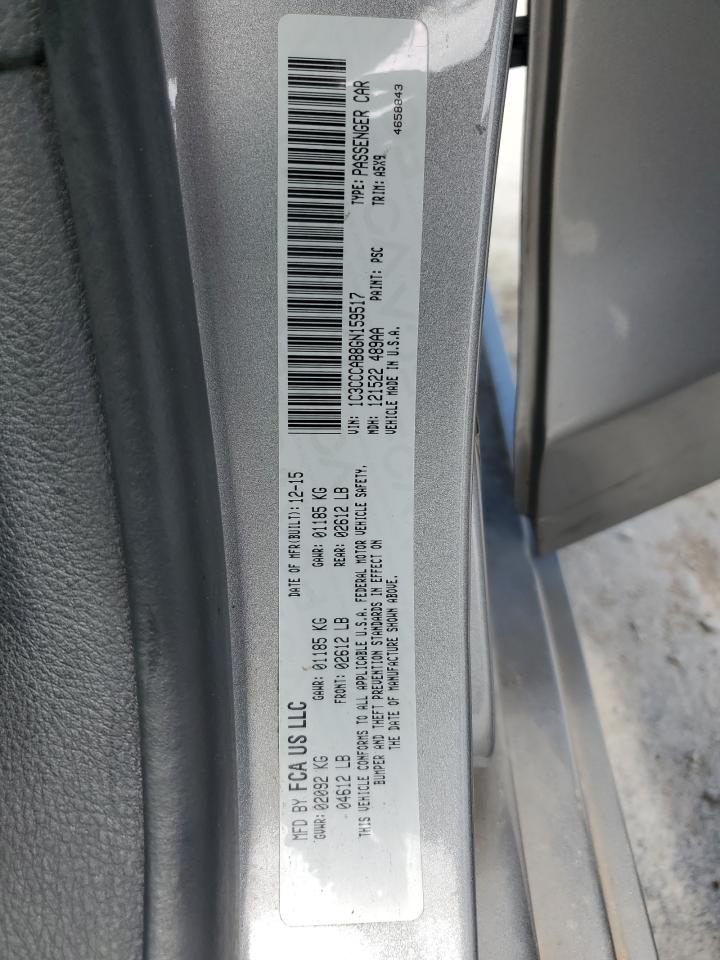 MFD BY FCA US LLC
DATE OF MFR(BUILT): 12-15
GVWR: 02092 KG
GAWR: 01185 KG
GAWR: 01185 KG
04612 LB
FRONT: 02612 LB
REAR: 02612 LB
THIS VEHICLE CONFORMS TO ALL APPLICABLE U.S.A. FEDERAL MOTOR VEHICLE SAFETY,
BUMPER AND THEFT PREVENTION STANDARDS IN EFFECT ON
THE DATE OF MANUFACTURE SHOWN ABOVE.
VIN: 1C3CCCAB8GN159517
TYPE: PASSENGER CAR
MDH: 121522 489AA
PAINT: PSC
TRIM: A5X9
VEHICLE MADE IN U.S.A.
4658843